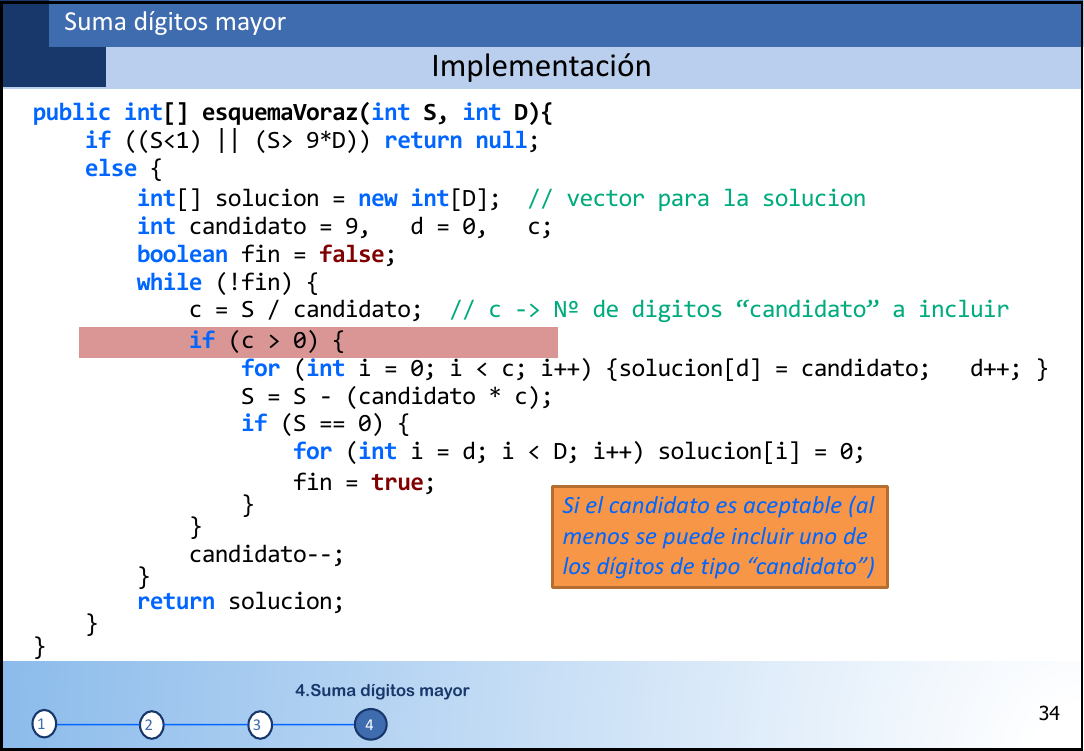 Suma dígitos mayor
Implementación
public int[] esquemaVoraz(int S, int D){
if ((S<1) || (S> 9*D)) return null;
else {
int[] solucion = new int[D];  // vector para la solucion
int candidato = 9,   d = 0,   c;
boolean fin = false;
while (!fin) {
c = S / candidato;  // c -> Nº de digitos “candidato” a incluir
if (c > 0) {
for (int i = 0; i < c; i++) {solucion[d] = candidato;   d++; }
S = S - (candidato * c);
if (S == 0) {
for (int i = d; i < D; i++) solucion[i] = 0;
fin = true;
}
}
candidato--;
}
return solucion;
}
}
Si el candidato es aceptable (al
menos se puede incluir uno de
los dígitos de tipo “candidato”)
4.Suma dígitos mayor
1 2 3 4
34